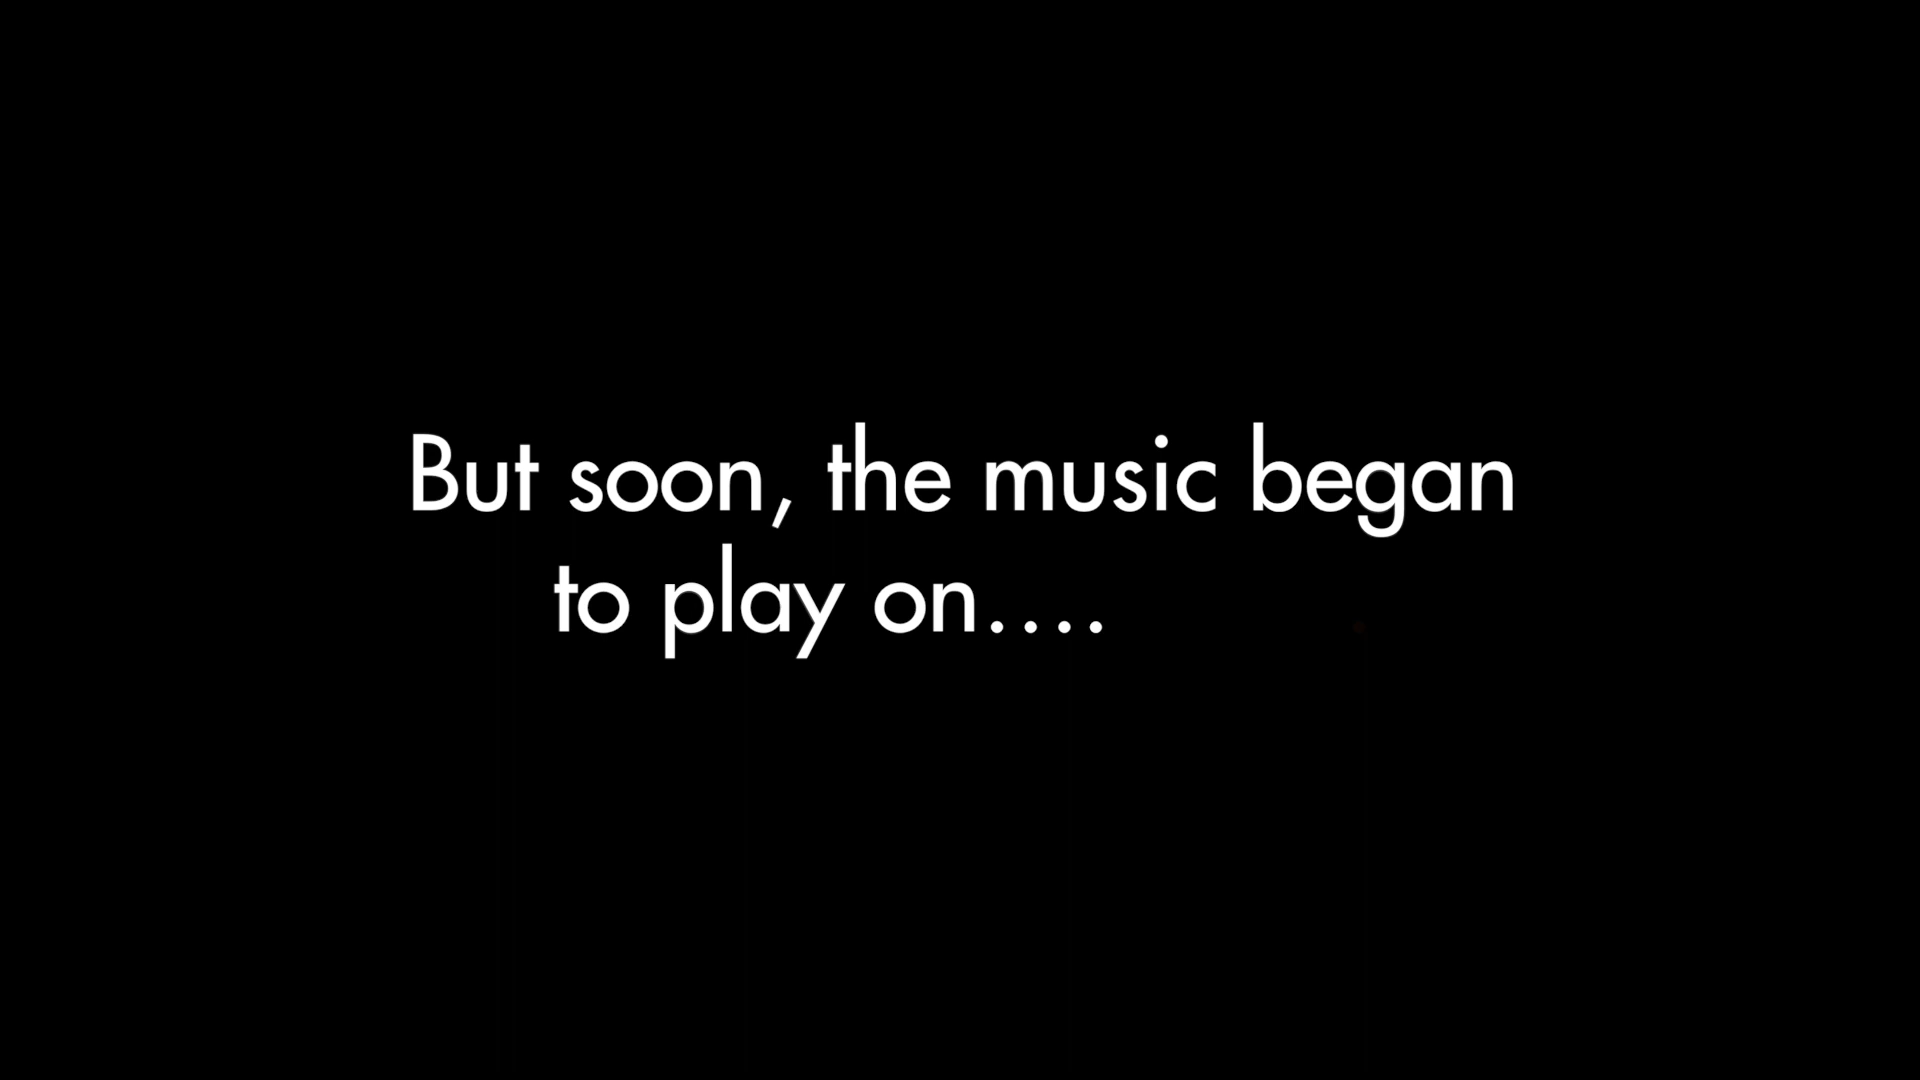 But soon, the music began
to play on....